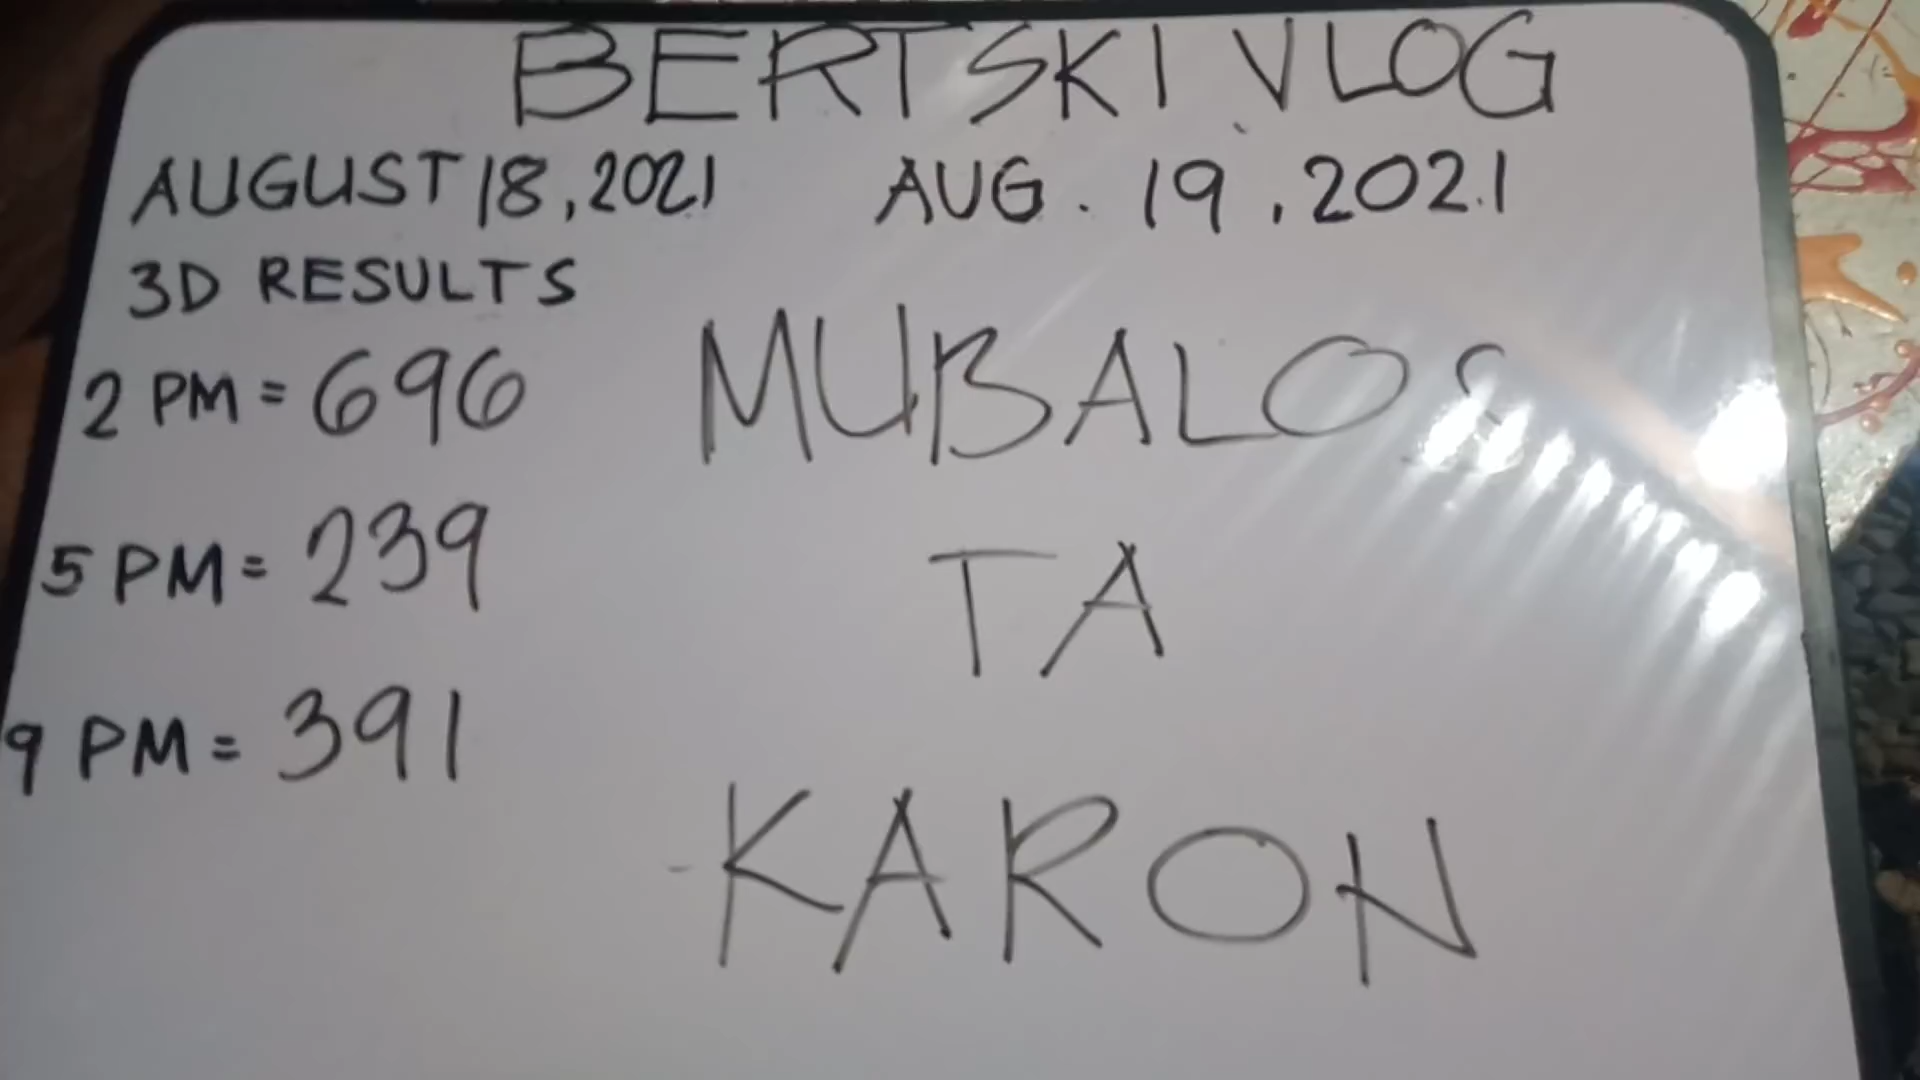 BERTSKI VLOG
AUGUST 18, 2021
3D RESULTS
2 PM = 696
5 PM = 239
9 PM = 391
AUG. 19, 2021
MUBALOS
TA
KARON